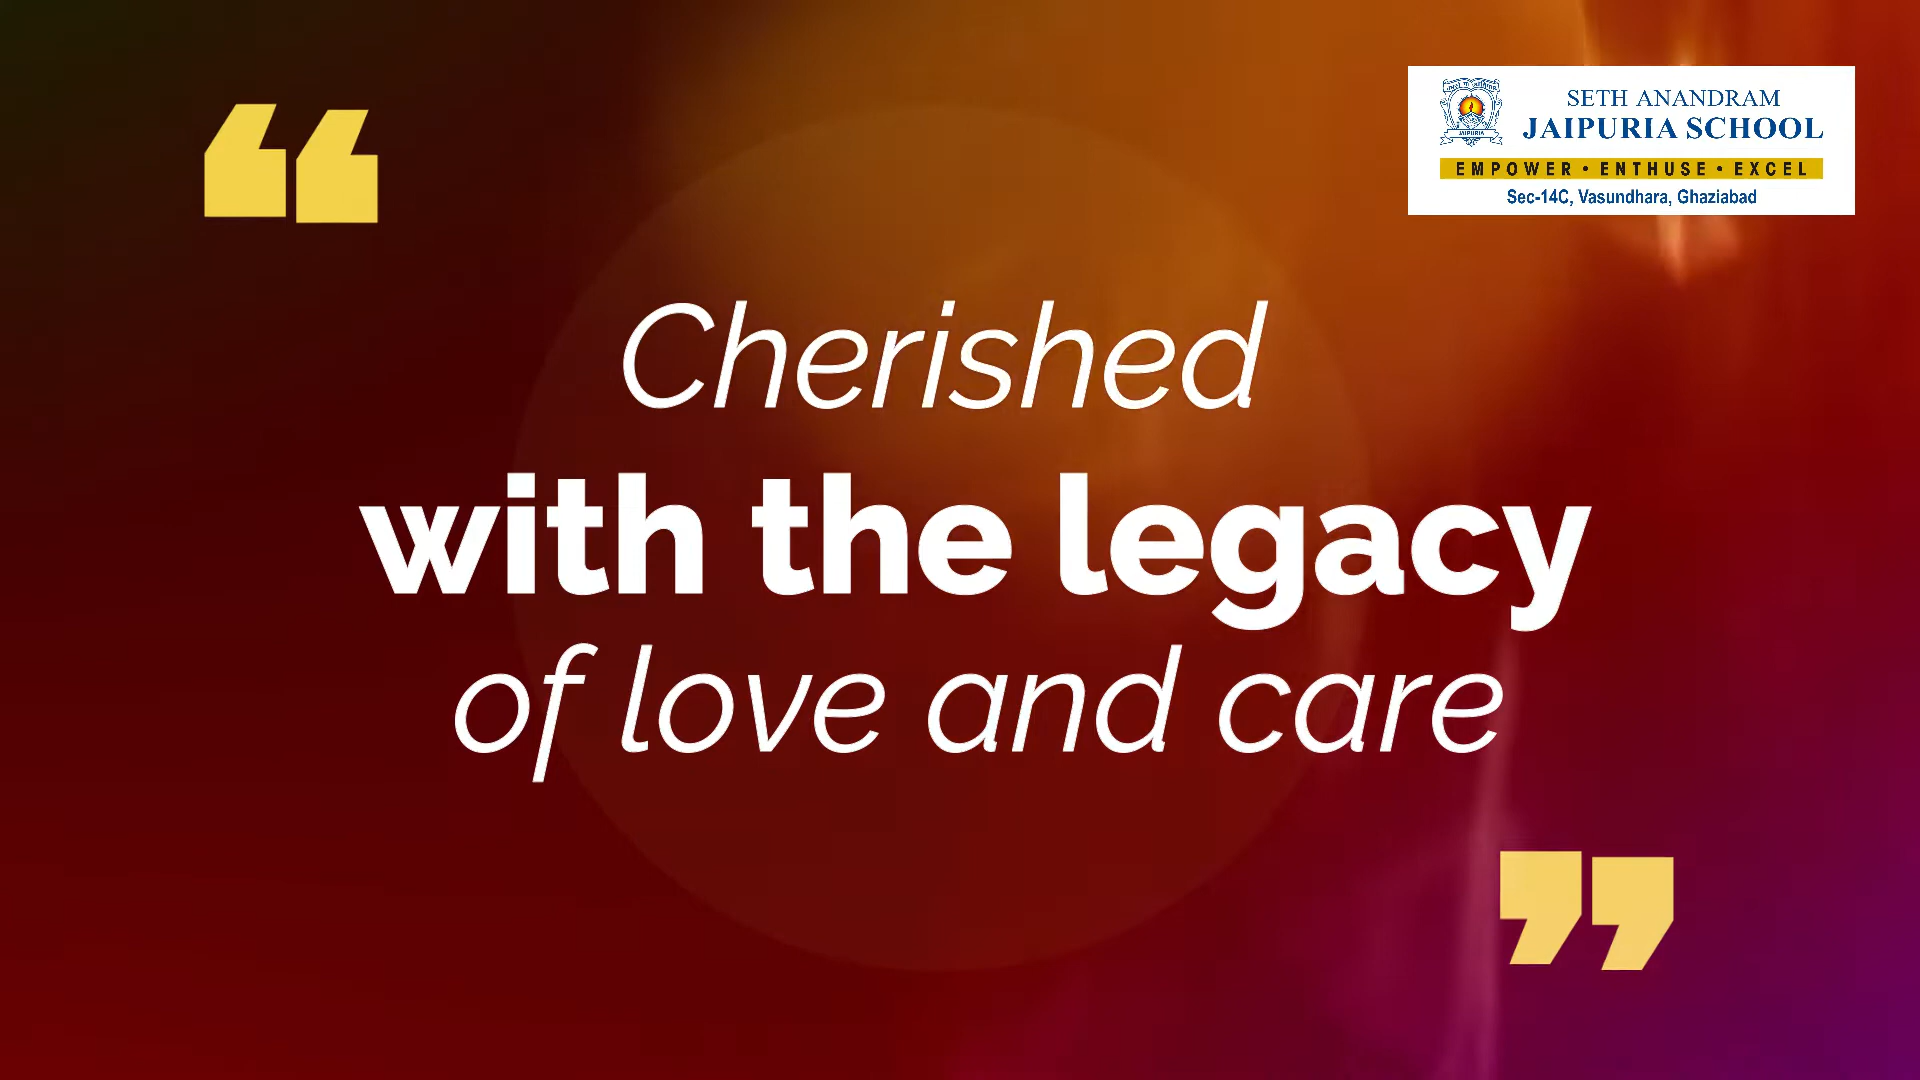 SETH ANANDRAM
JAIPURIA SCHOOL
EMPOWER • ENTHUSE • EXCEL
Sec-14C, Vasundhara, Ghaziabad
JAIPURIA
“
Cherished
with the legacy
of love and care
”